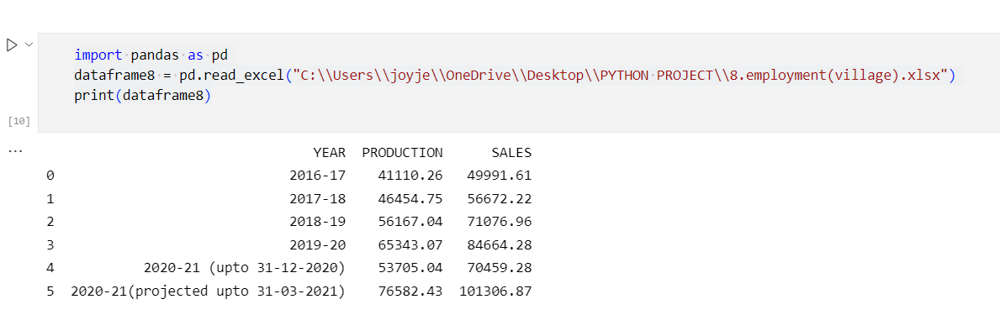 import pandas as pd
dataframe8 = pd.read_excel("C:\\Users\\joyje\\OneDrive\\Desktop\\PYTHON PROJECT\\8.employment(village).xlsx")
print(dataframe8)
[10]
...
YEAR PRODUCTION SALES
0 2016-17 41110.26 49991.61
1 2017-18 46454.75 56672.22
2 2018-19 56167.04 71076.96
3 2019-20 65343.07 84664.28
4 2020-21 (upto 31-12-2020) 53705.04 70459.28
5 2020-21(projected upto 31-03-2021) 76582.43 101306.87